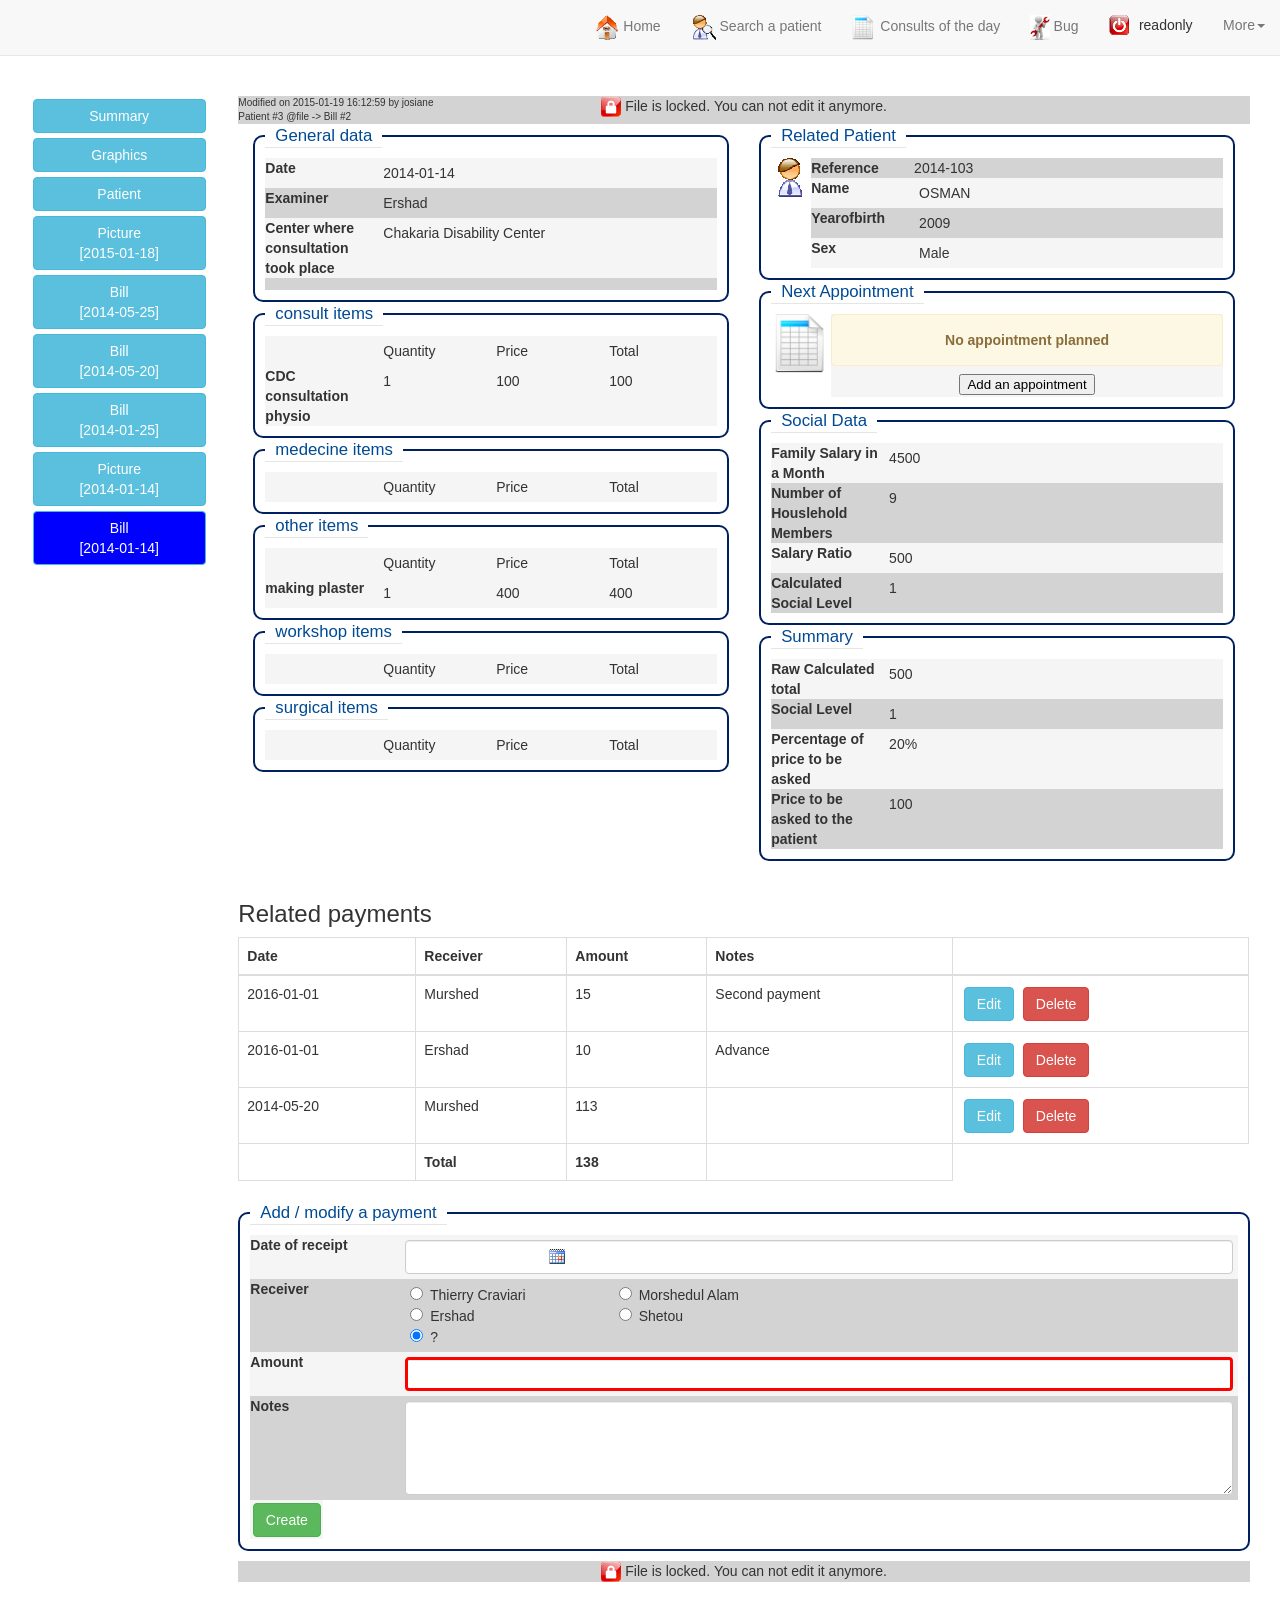 Home Search a patient Consults of the day Bug readonly More
Summary
Graphics
Patient
Picture
[2015-01-18]
Bill
[2014-05-25]
Bill
[2014-05-20]
Bill
[2014-01-25]
Picture
[2014-01-14]
Bill
[2014-01-14]
Modified on 2015-01-19 16:12:59 by josiane
Patient #3 @file -> Bill #2
File is locked. You can not edit it anymore.
General data
Date 2014-01-14
Examiner Ershad
Center where Chakaria Disability Center
consultation
took place
consult items
Quantity Price Total
CDC 1 100 100
consultation
physio
medecine items
Quantity Price Total
other items
Quantity Price Total
making plaster 1 400 400
workshop items
Quantity Price Total
surgical items
Quantity Price Total
Related Patient
Reference 2014-103
Name OSMAN
Yearofbirth 2009
Sex Male
Next Appointment
No appointment planned
Add an appointment
Social Data
Family Salary in 4500
a Month
Number of 9
Houslehold
Members
Salary Ratio 500
Calculated 1
Social Level
Summary
Raw Calculated 500
total
Social Level 1
Percentage of 20%
price to be
asked
Price to be 100
asked to the
patient
Related payments
Date Receiver Amount Notes
2016-01-01 Murshed 15 Second payment Edit Delete
2016-01-01 Ershad 10 Advance Edit Delete
2014-05-20 Murshed 113 Edit Delete
Total 138
Add / modify a payment
Date of receipt
Receiver Thierry Craviari Morshedul Alam
Ershad Shetou
?
Amount
Notes
Create
File is locked. You can not edit it anymore.